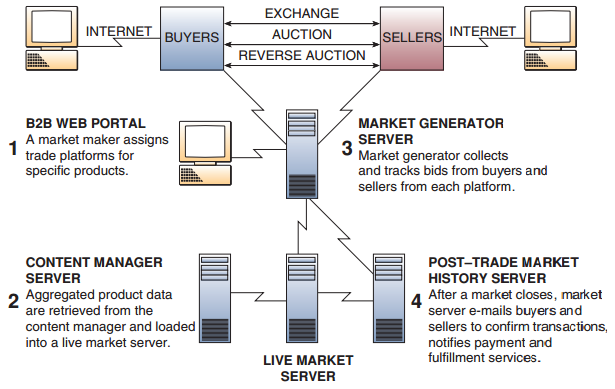 EXCHANGE
INTERNET
BUYERS
AUCTION
SELLERS
INTERNET
REVERSE AUCTION
B2B WEB PORTAL
1
A market maker assigns
trade platforms for
specific products.
MARKET GENERATOR
SERVER
3
Market generator collects
and tracks bids from buyers and
sellers from each platform.
CONTENT MANAGER
SERVER
2
Aggregated product data
are retrieved from the
content manager and loaded
into a live market server.
LIVE MARKET
SERVER
POST–TRADE MARKET
HISTORY SERVER
4
After a market closes, market
server e-mails buyers and
sellers to confirm transactions,
notifies payment and
fulfillment services.